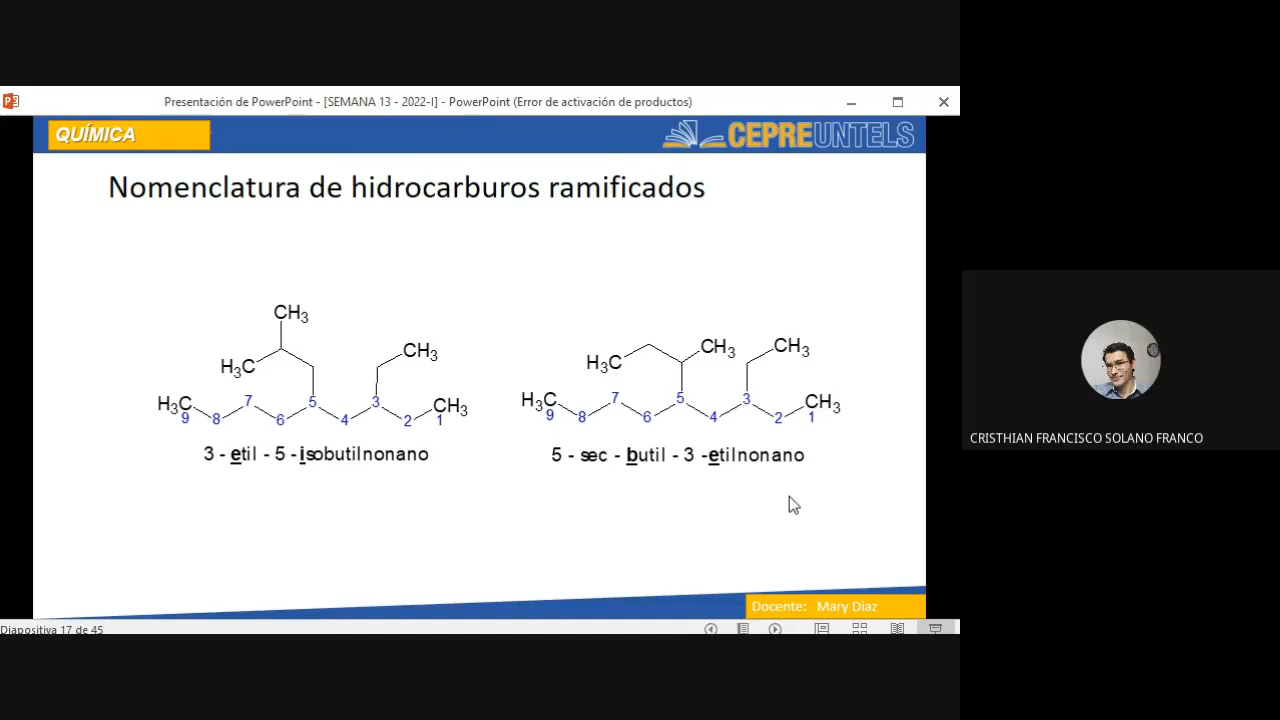 Presentación de PowerPoint - [SEMANA 13 - 2022-I] - PowerPoint (Error de activación de productos)
QUÍMICA
CEPREUNTELS
Nomenclatura de hidrocarburos ramificados
CH3
H3C
CH3
H3C
9
8
7
6
5
4
3
2
1
CH3
3 - etil - 5 - isobutilnonano
H3C
CH3
CH3
H3C
9
8
7
6
5
4
3
2
1
CH3
5 - sec - butil - 3 -etilnonano
CRISTHIAN FRANCISCO SOLANO FRANCO
Docente: Mary Diaz
Diapositiva 17 de 45